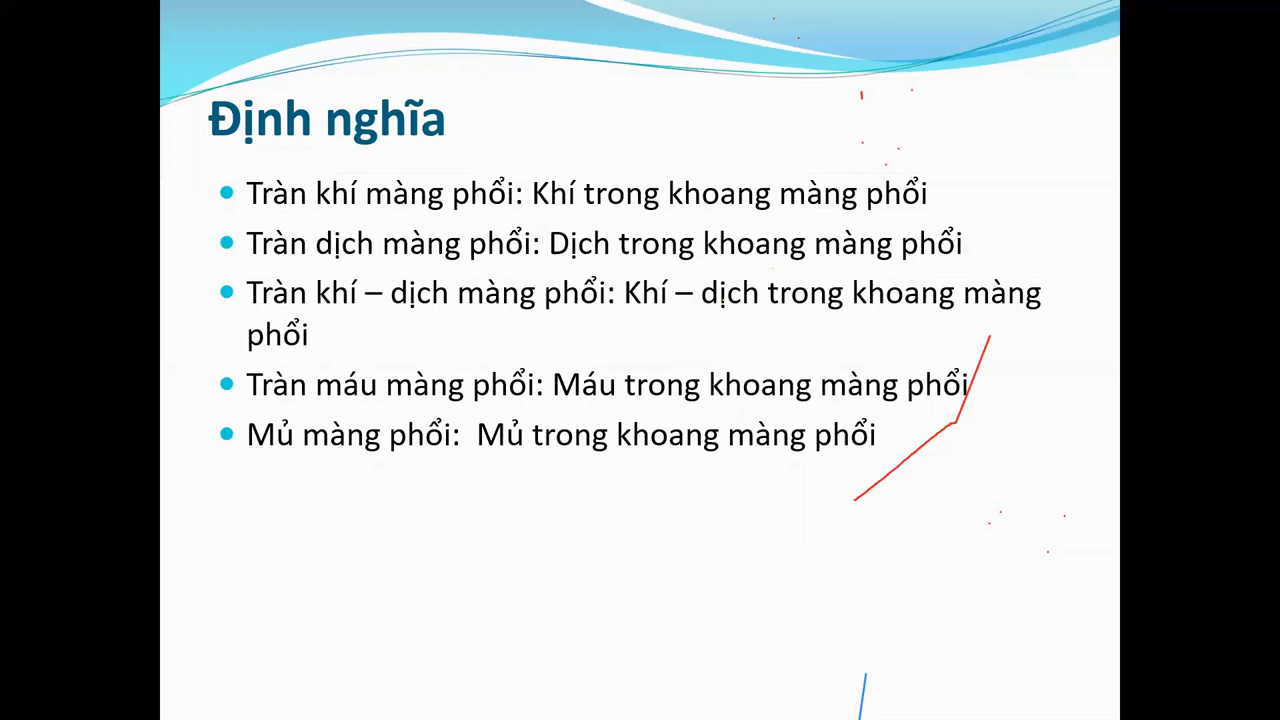 Định nghĩa
Tràn khí màng phổi: Khí trong khoang màng phổi
Tràn dịch màng phổi: Dịch trong khoang màng phổi
Tràn khí – dịch màng phổi: Khí – dịch trong khoang màng
phổi
Tràn máu màng phổi: Máu trong khoang màng phổi
Mủ màng phổi:  Mủ trong khoang màng phổi